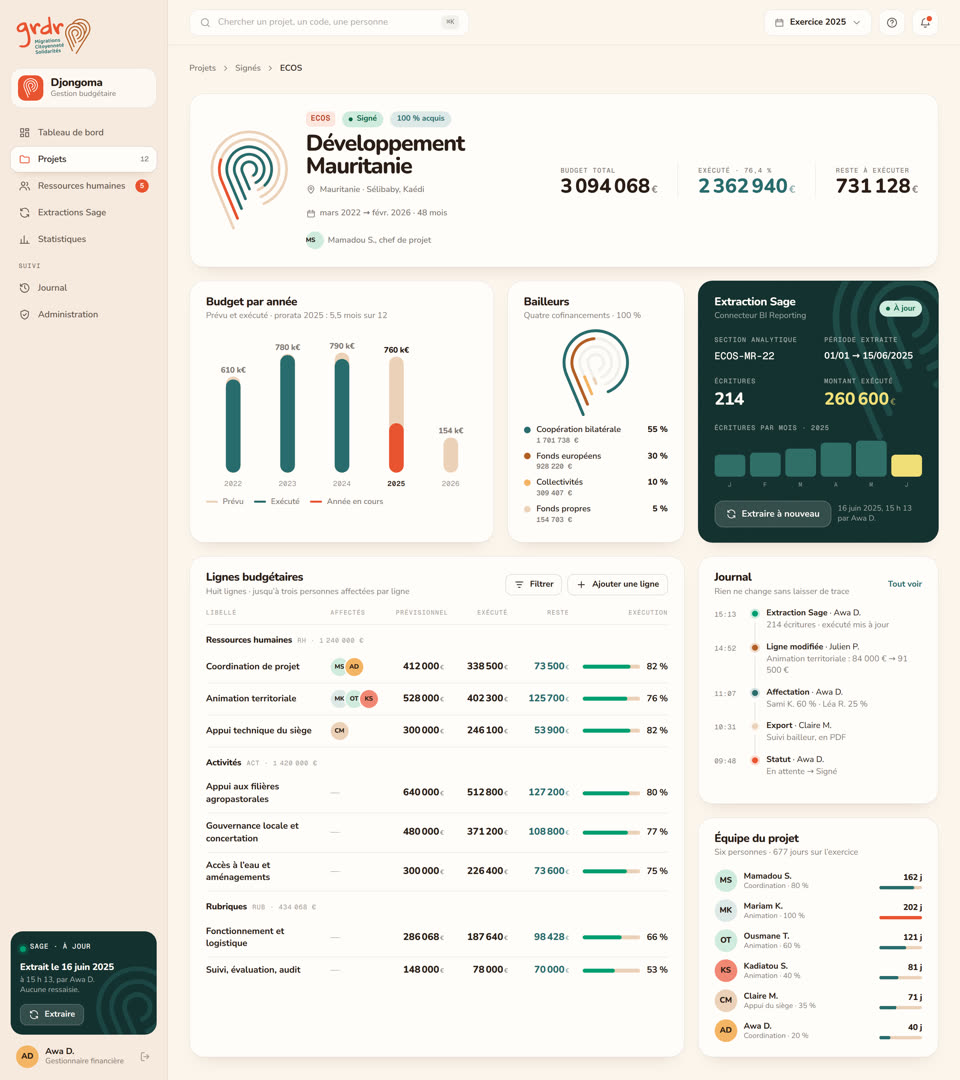 grdr
Migrations
Citoyenneté
Solidarités
Djongoma
Gestion budgétaire
Tableau de bord
Projets 12
Ressources humaines 5
Extractions Sage
Statistiques
SUIVI
Journal
Administration
SAGE · À JOUR
Extrait le 16 juin 2025
à 15 h 13, par Awa D.
Aucune ressaisie.
Extraire
AD Awa D.
Gestionnaire financière
Chercher un projet, un code, une personne ⌘K
Exercice 2025
Projets > Signés > ECOS
ECOS Signé 100 % acquis
Développement
Mauritanie
Mauritanie · Sélibaby, Kaédi
mars 2022 → févr. 2026 · 48 mois
MS Mamadou S., chef de projet
BUDGET TOTAL
3 094 068 €
EXÉCUTÉ · 76,4 %
2 362 940 €
RESTE À EXÉCUTER
731 128 €
Budget par année
Prévu et exécuté · prorata 2025 : 5,5 mois sur 12
610 k€ 780 k€ 790 k€ 760 k€ 154 k€
2022 2023 2024 2025 2026
Prévu Exécuté Année en cours
Bailleurs
Quatre cofinancements · 100 %
Coopération bilatérale 55 %
1 701 738 €
Fonds européens 30 %
928 220 €
Collectivités 10 %
309 407 €
Fonds propres 5 %
154 703 €
Extraction Sage
Connecteur BI Reporting
À jour
SECTION ANALYTIQUE PÉRIODE EXTRAITE
ECOS-MR-22 01/01 → 15/06/2025
ÉCRITURES MONTANT EXÉCUTÉ
214 260 600 €
ÉCRITURES PAR MOIS · 2025
J F M A M J
Extraire à nouveau
16 juin 2025, 15 h 13
par Awa D.
Lignes budgétaires
Huit lignes · jusqu'à trois personnes affectées par ligne
Filtrer
Ajouter une ligne
LIBELLÉ AFFECTÉS PRÉVISIONNEL EXÉCUTÉ RESTE EXÉCUTION
Ressources humaines RH · 1 240 000 €
Coordination de projet MS AD 412 000 € 338 500 € 73 500 € 82 %
Animation territoriale MK OT KS 528 000 € 402 300 € 125 700 € 76 %
Appui technique du siège CM 300 000 € 246 100 € 53 900 € 82 %
Activités ACT · 1 420 000 €
Appui aux filières
agropastorales — 640 000 € 512 800 € 127 200 € 80 %
Gouvernance locale et
concertation — 480 000 € 371 200 € 108 800 € 77 %
Accès à l'eau et
aménagements — 300 000 € 226 400 € 73 600 € 75 %
Rubriques RUB · 434 068 €
Fonctionnement et
logistique — 286 068 € 187 640 € 98 428 € 66 %
Suivi, évaluation, audit — 148 000 € 78 000 € 70 000 € 53 %
Journal
Rien ne change sans laisser de trace
Tout voir
15:13 Extraction Sage · Awa D.
214 écritures · exécuté mis à jour
14:52 Ligne modifiée · Julien P.
Animation territoriale : 84 000 € → 91
500 €
11:07 Affectation · Awa D.
Sami K. 60 % · Léa R. 25 %
10:31 Export · Claire M.
Suivi bailleur, en PDF
09:48 Statut · Awa D.
En attente → Signé
Équipe du projet
Six personnes · 677 jours sur l'exercice
MS Mamadou S. 162 j
Coordination · 80 %
MK Mariam K. 202 j
Animation · 100 %
OT Ousmane T. 121 j
Animation · 60 %
KS Kadiatou S. 81 j
Animation · 40 %
CM Claire M. 71 j
Appui du siège · 35 %
AD Awa D. 40 j
Coordination · 20 %